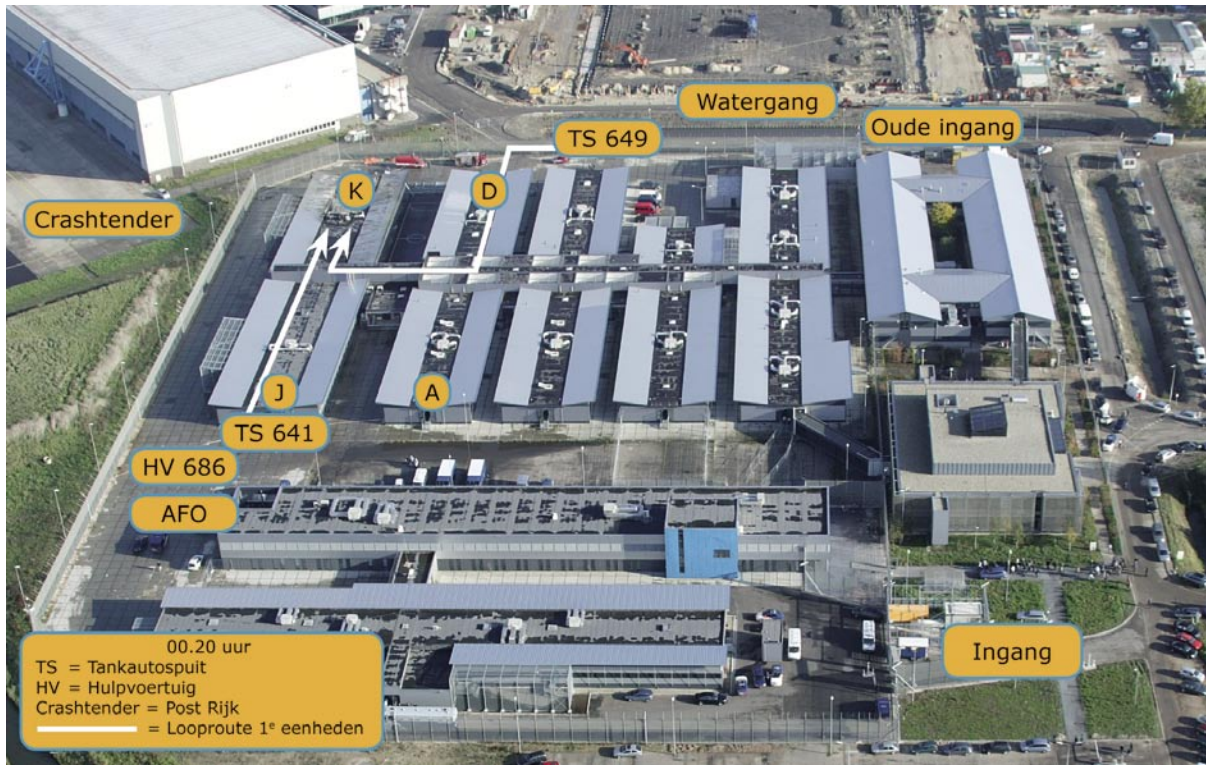 Watergang
Oude ingang
TS 649
K
D
Crashtender
J
A
TS 641
HV 686
AFO
Ingang
00.20 uur
TS = Tankautospuit
HV = Hulpvoertuig
Crashtender = Post Rijk
= Looproute 1e eenheden